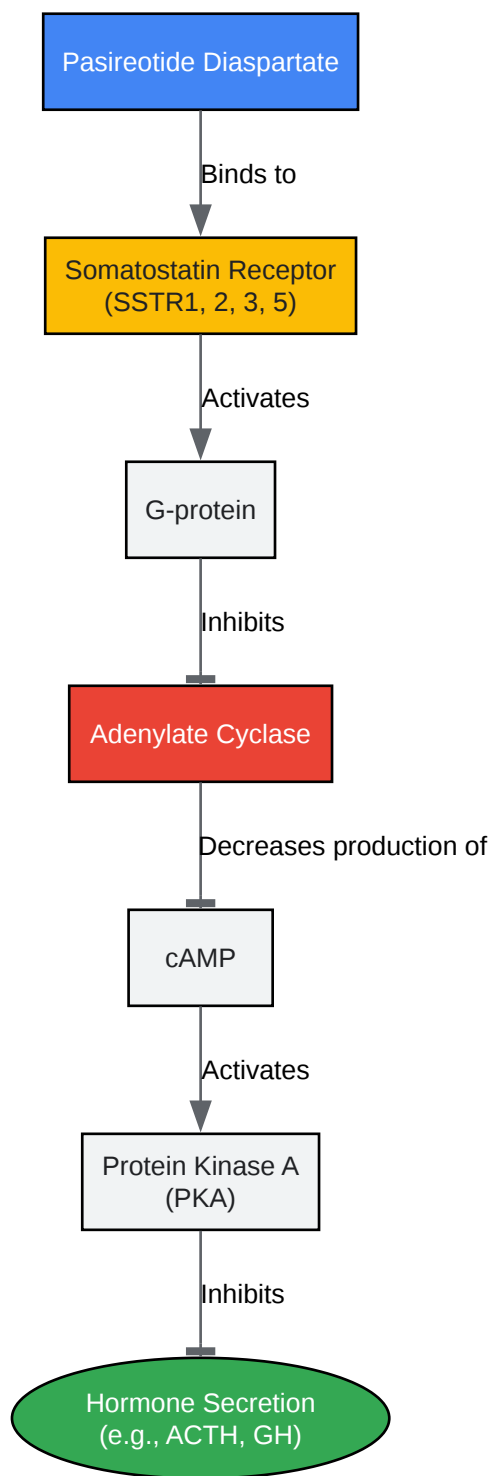 Pasireotide Diaspartate
Binds to
Somatostatin Receptor
(SSTR1, 2, 3, 5)
Activates
G-protein
Inhibits
Adenylate Cyclase
Decreases production of
cAMP
Activates
Protein Kinase A
(PKA)
Inhibits
Hormone Secretion
(e.g., ACTH, GH)